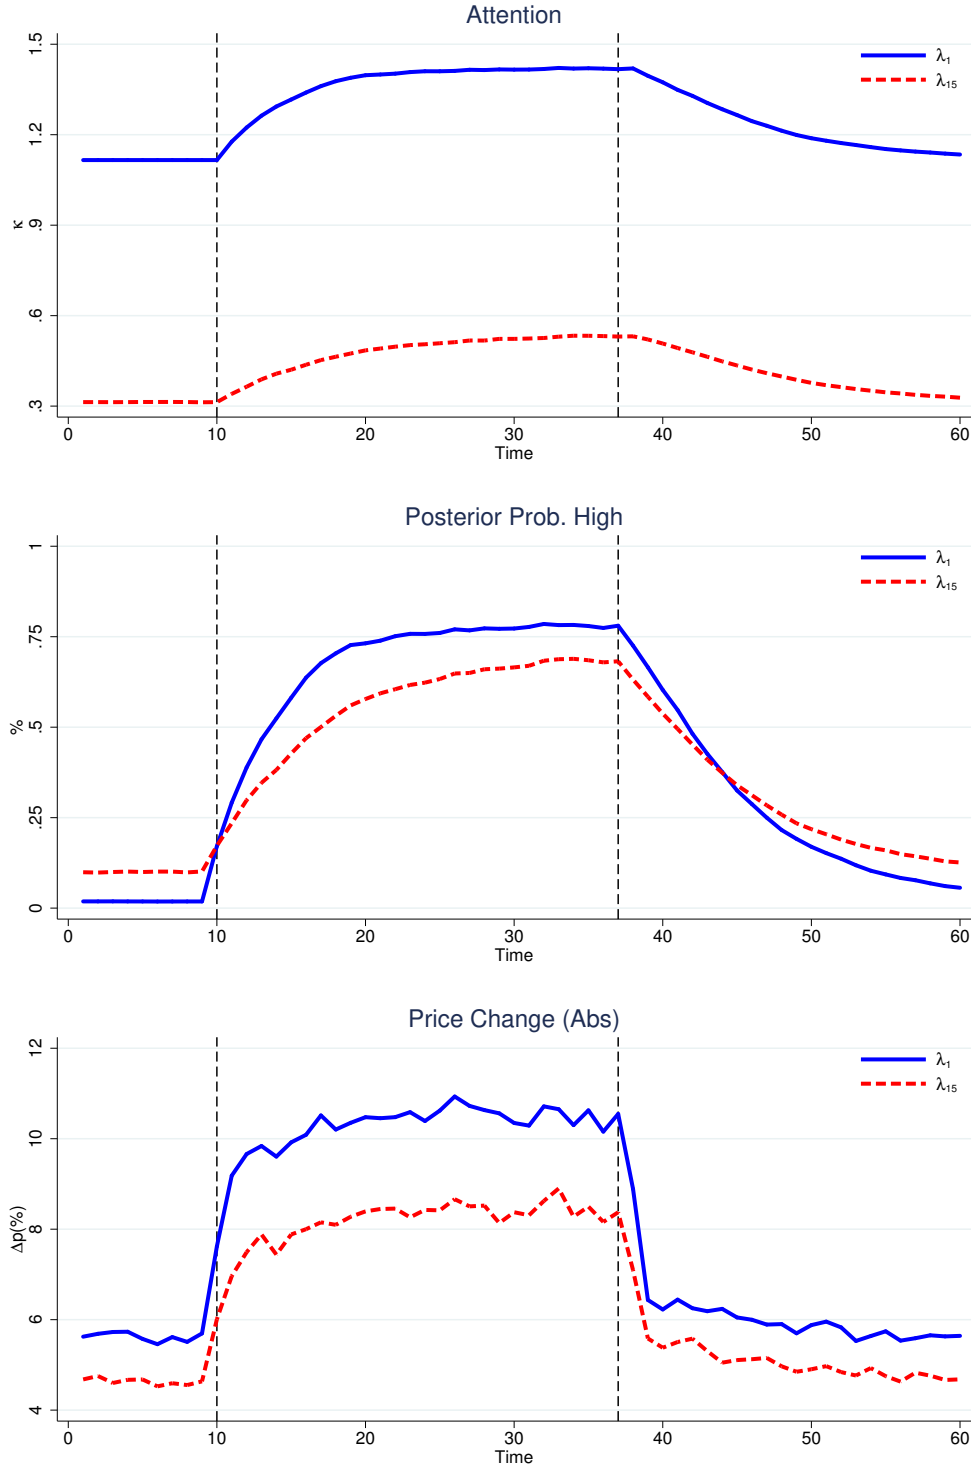 Attention
λ1
λ15
1.5
1.2
.9
.6
.3
κ
0 10 20 30 40 50 60
Time
Posterior Prob. High
λ1
λ15
1
.75
.5
.25
0
%
0 10 20 30 40 50 60
Time
Price Change (Abs)
λ1
λ15
12
10
8
6
4
Δp(%)
0 10 20 30 40 50 60
Time